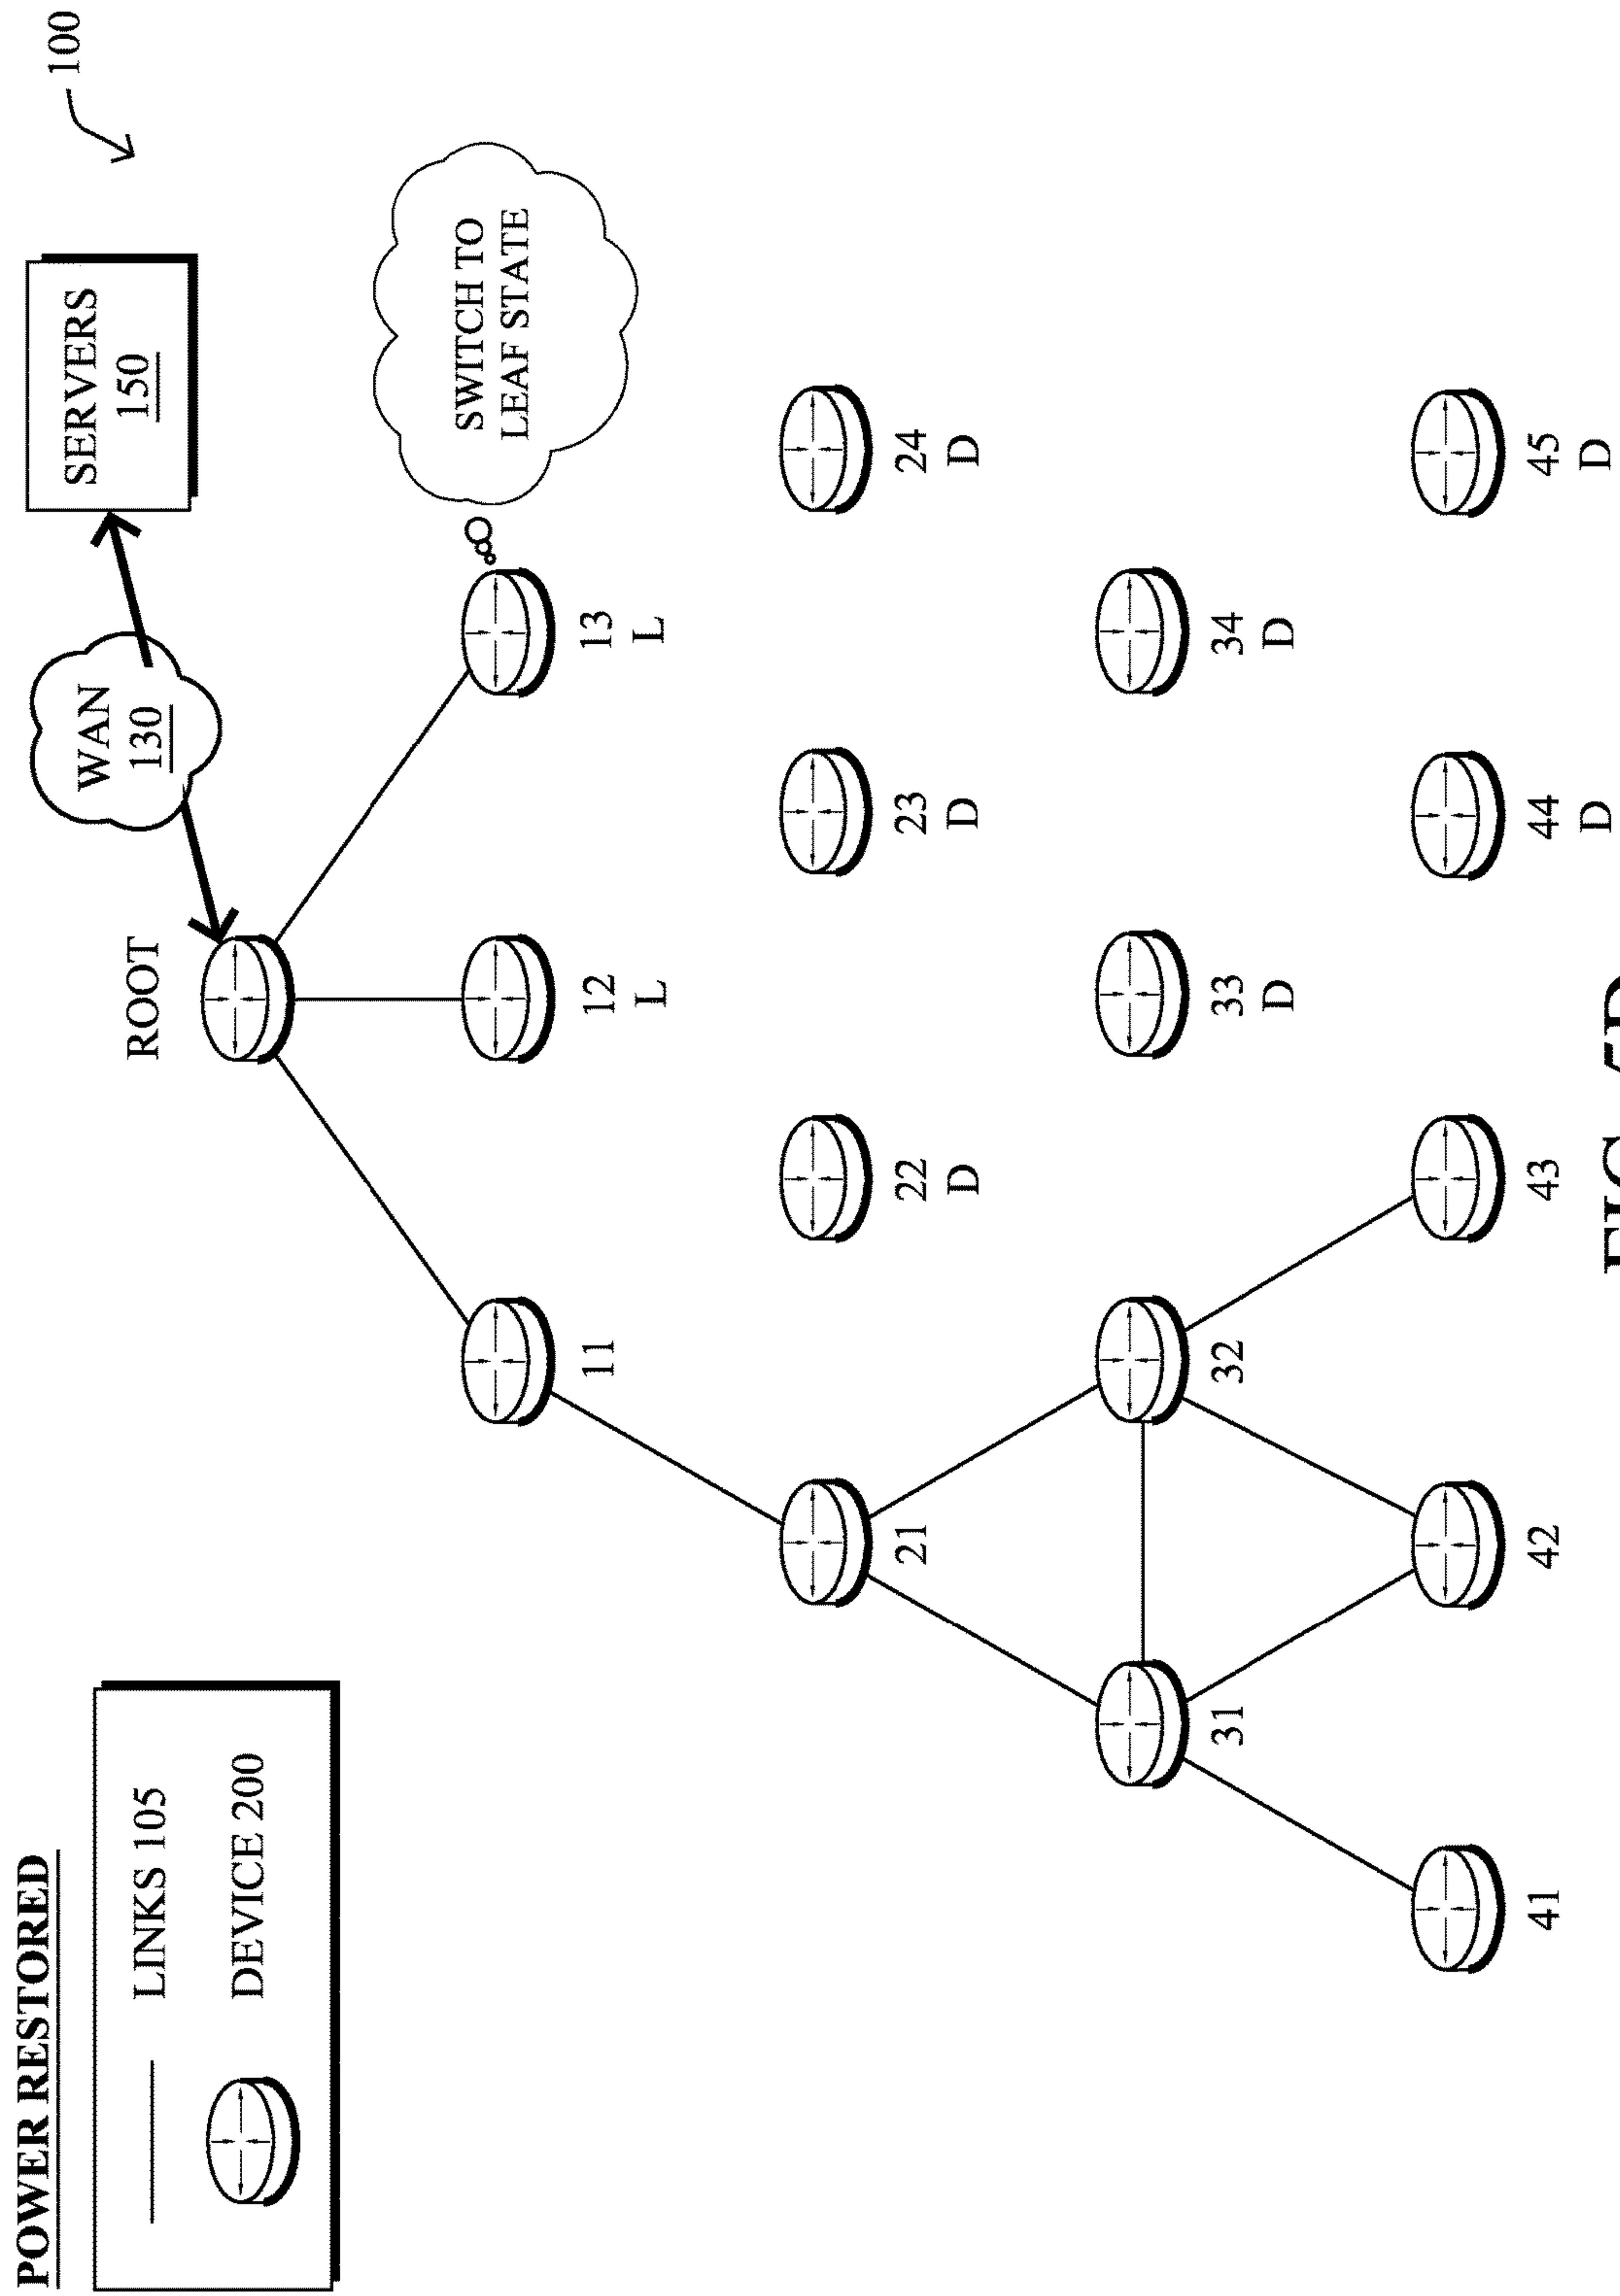 POWER RESTORED
LINKS 105
DEVICE 200
WAN
130
SERVERS
150
100
ROOT
SWITCH TO
LEAF STATE
11
12
L
13
L
21
22
D
23
D
24
D
31
32
33
D
34
D
41
42
43
44
D
45
D